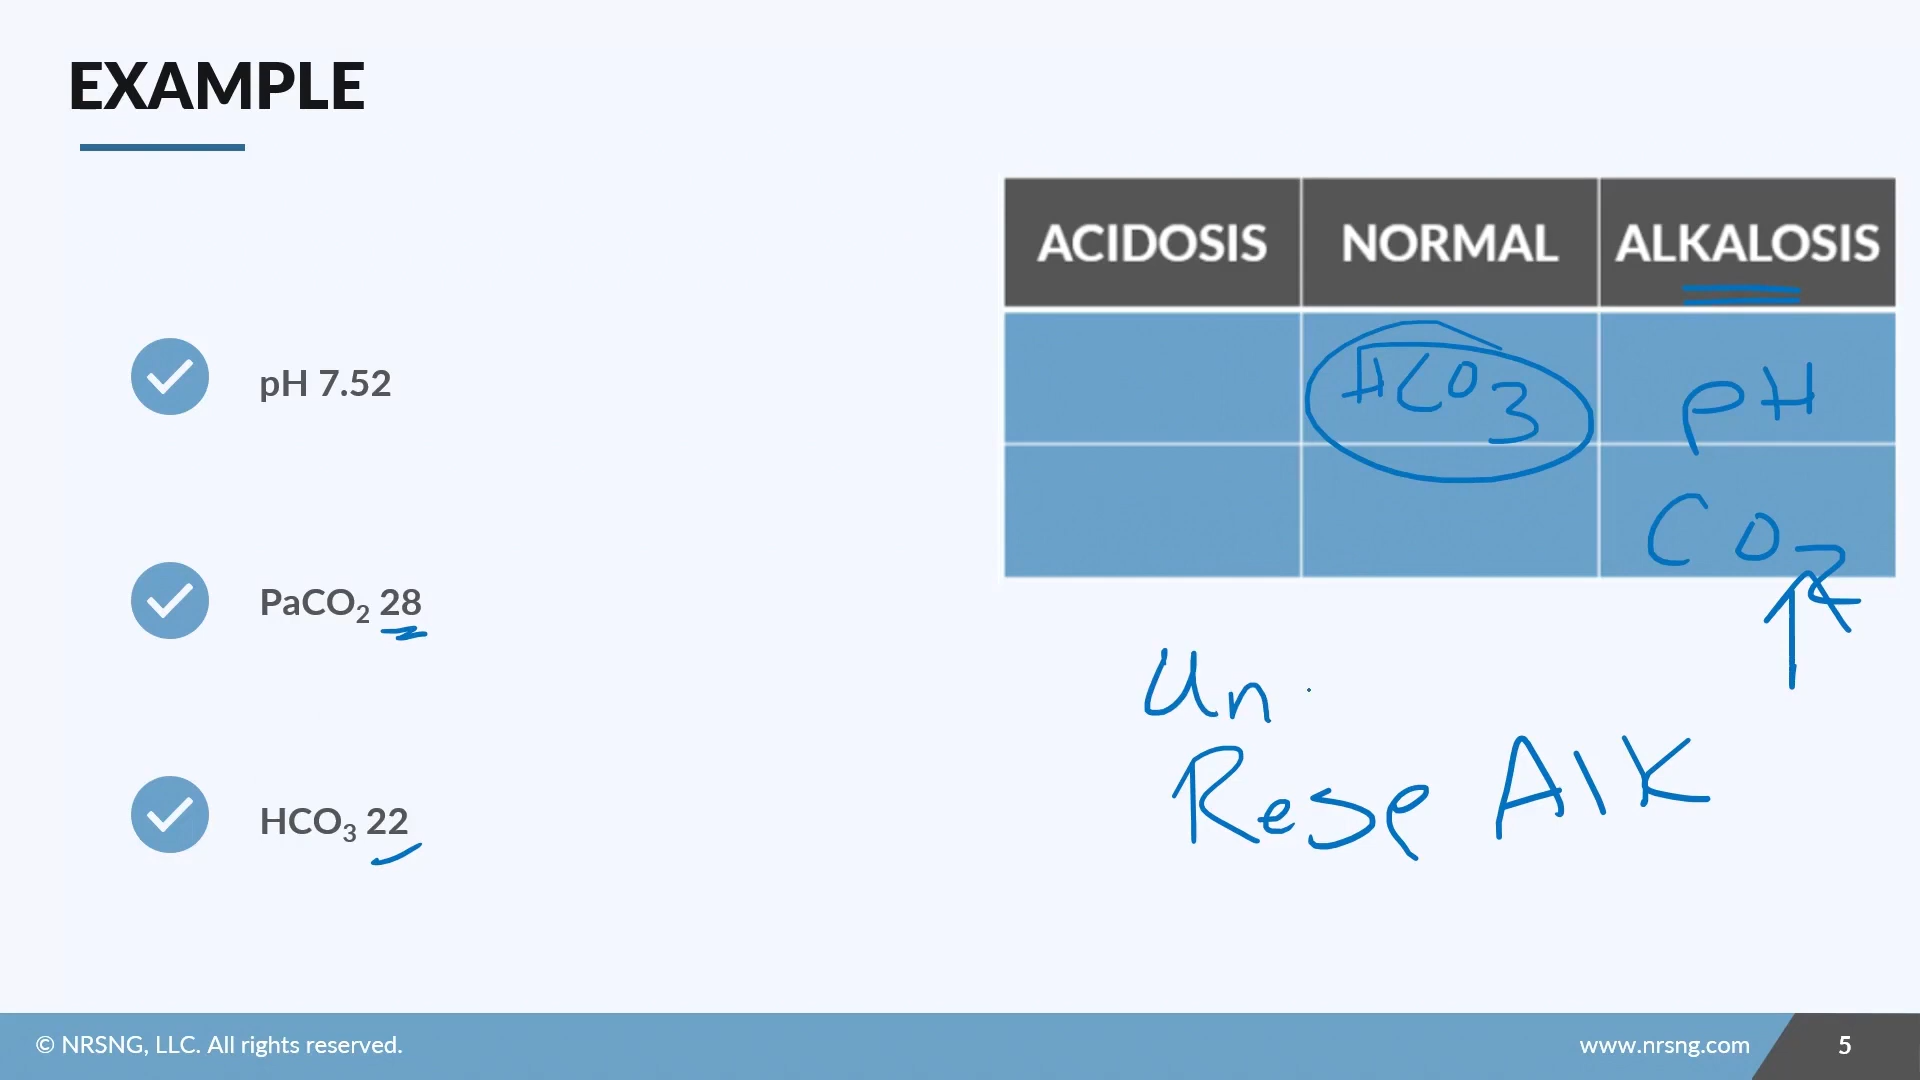 EXAMPLE
ACIDOSIS NORMAL ALKALOSIS
HCO3 pH
CO2
pH 7.52
PaCO₂ 28
HCO₃ 22
Un
Resp Alk
© NRSNG, LLC. All rights reserved.
www.nrsng.com 5